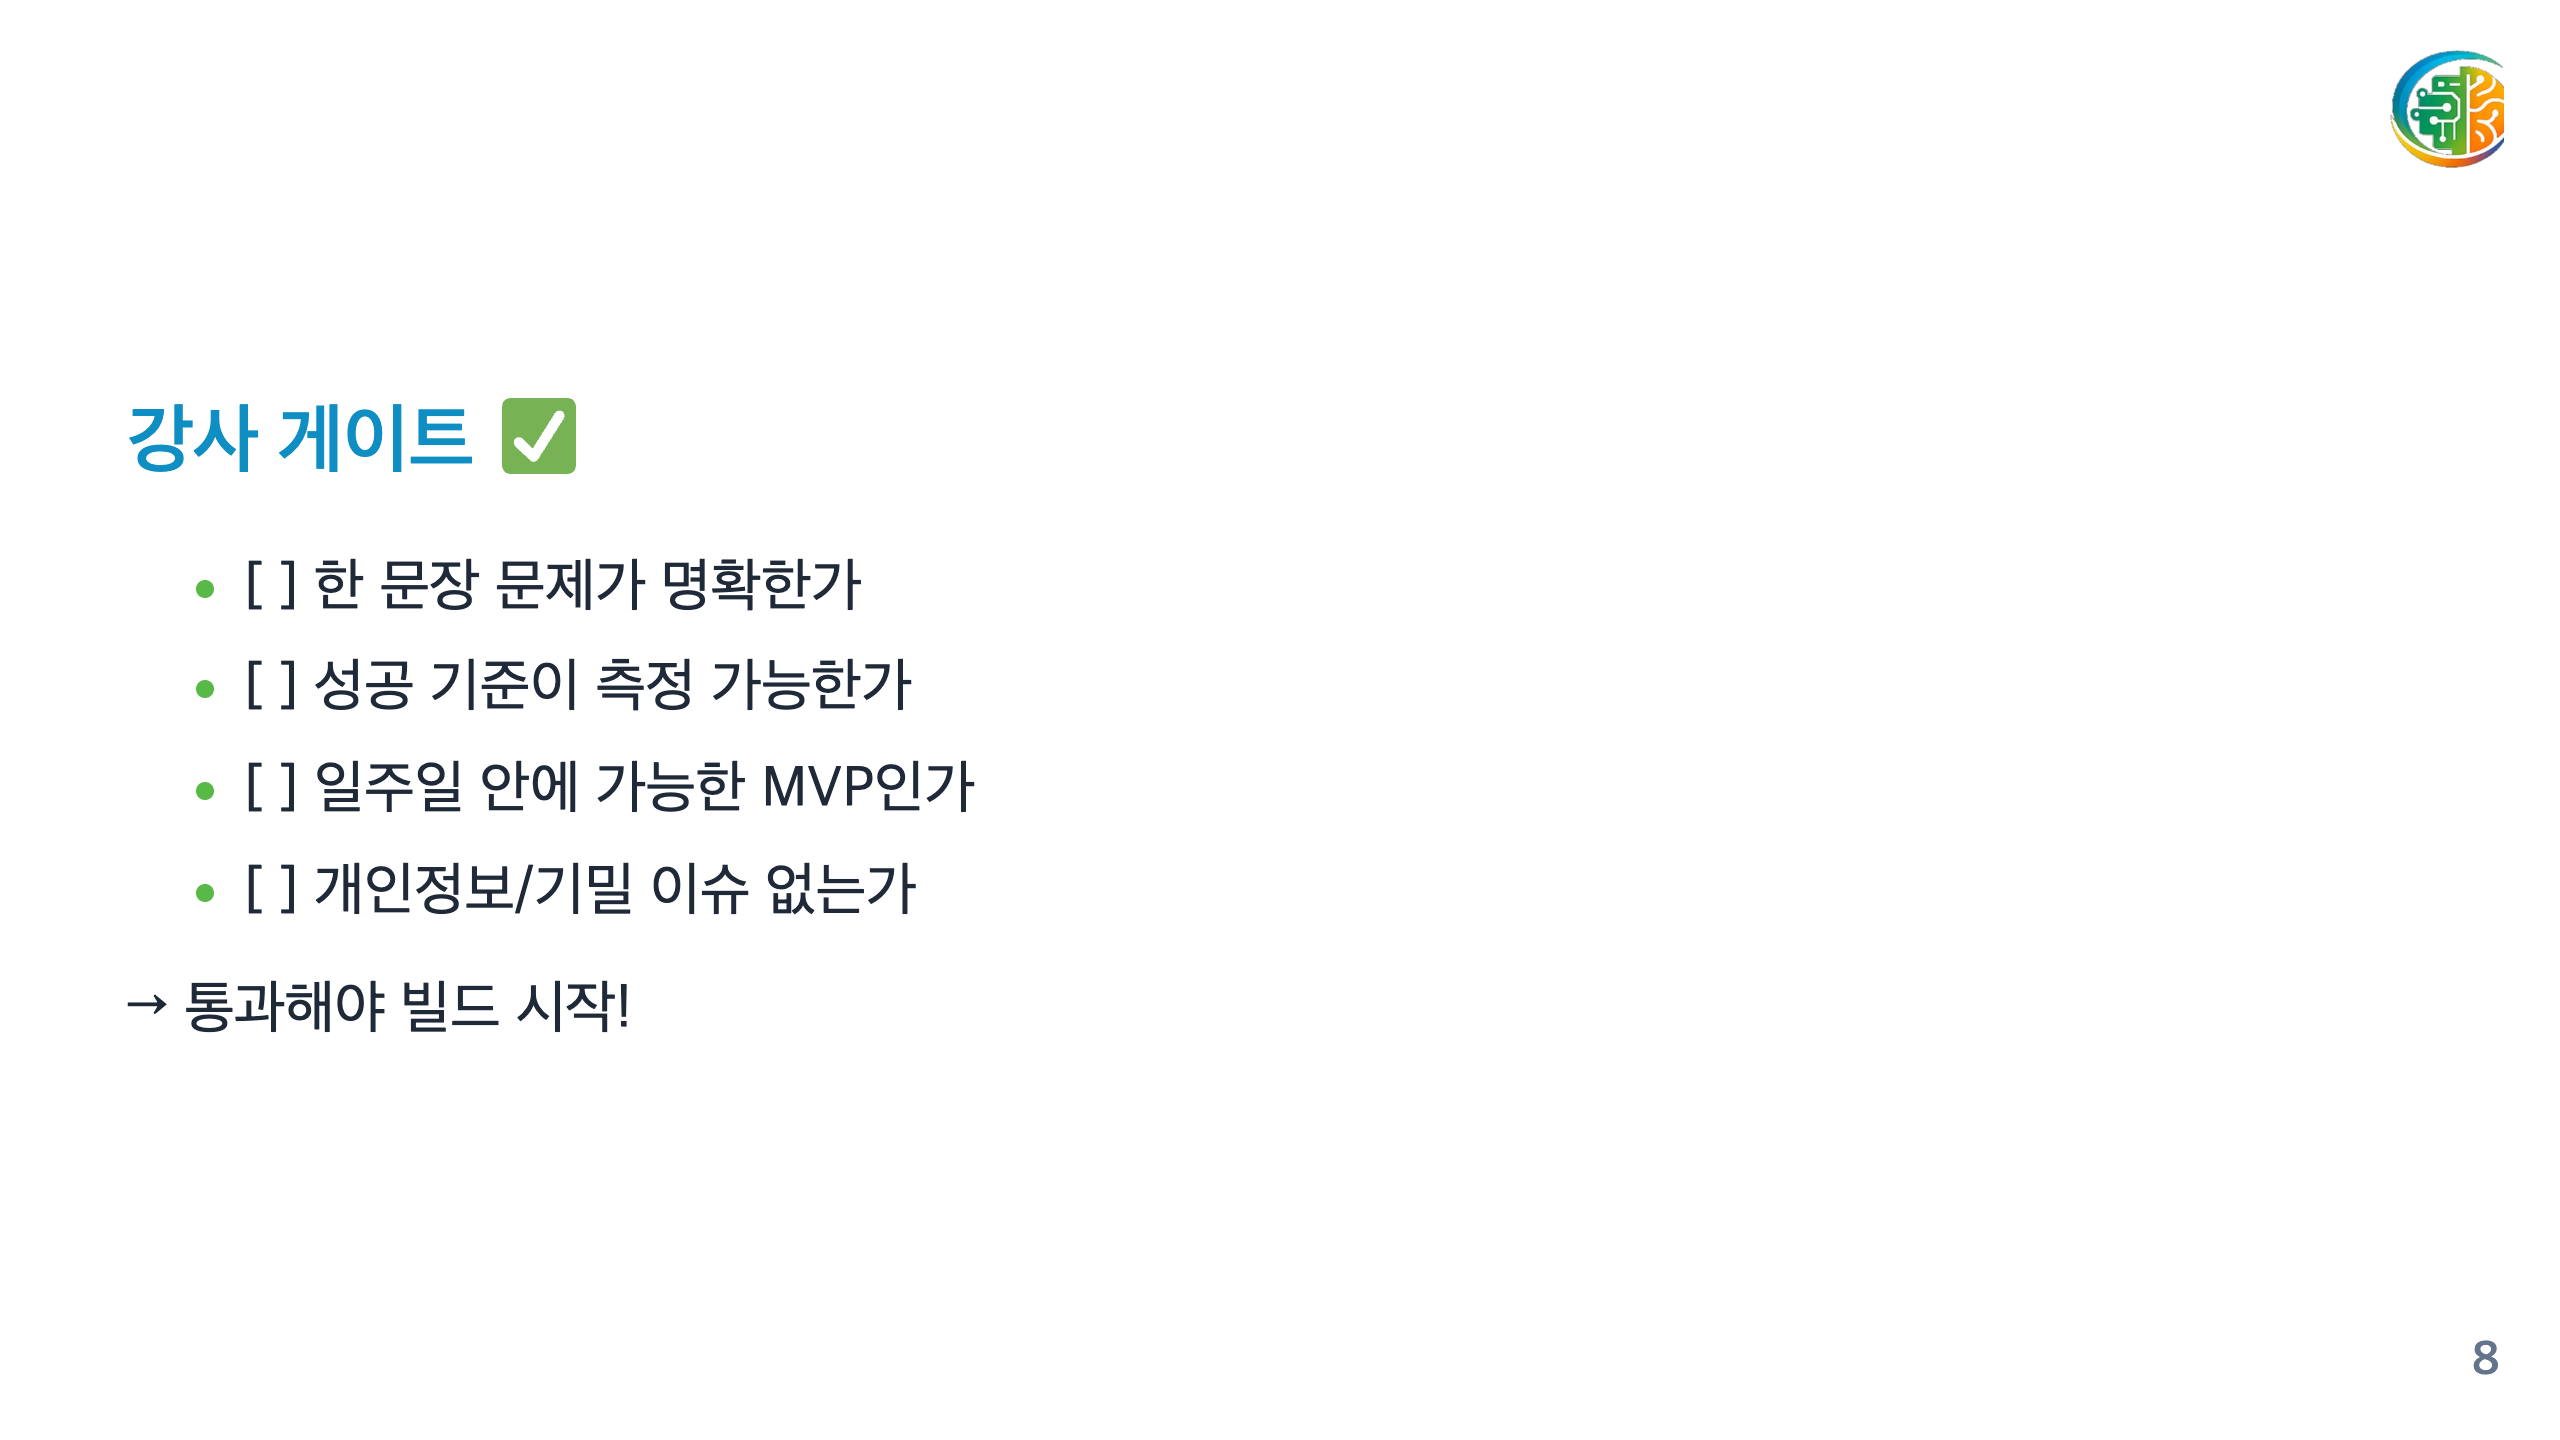 강사 게이트 ✅
• [ ] 한 문장 문제가 명확한가
• [ ] 성공 기준이 측정 가능한가
• [ ] 일주일 안에 가능한 MVP인가
• [ ] 개인정보/기밀 이슈 없는가
→ 통과해야 빌드 시작!
8